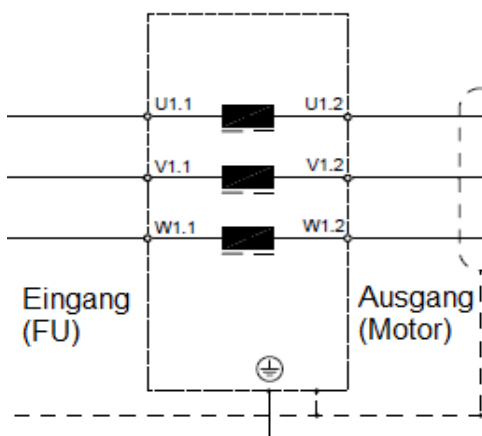 U1.1 U1.2
V1.1 V1.2
W1.1 W1.2
Eingang
(FU)
Ausgang
(Motor)